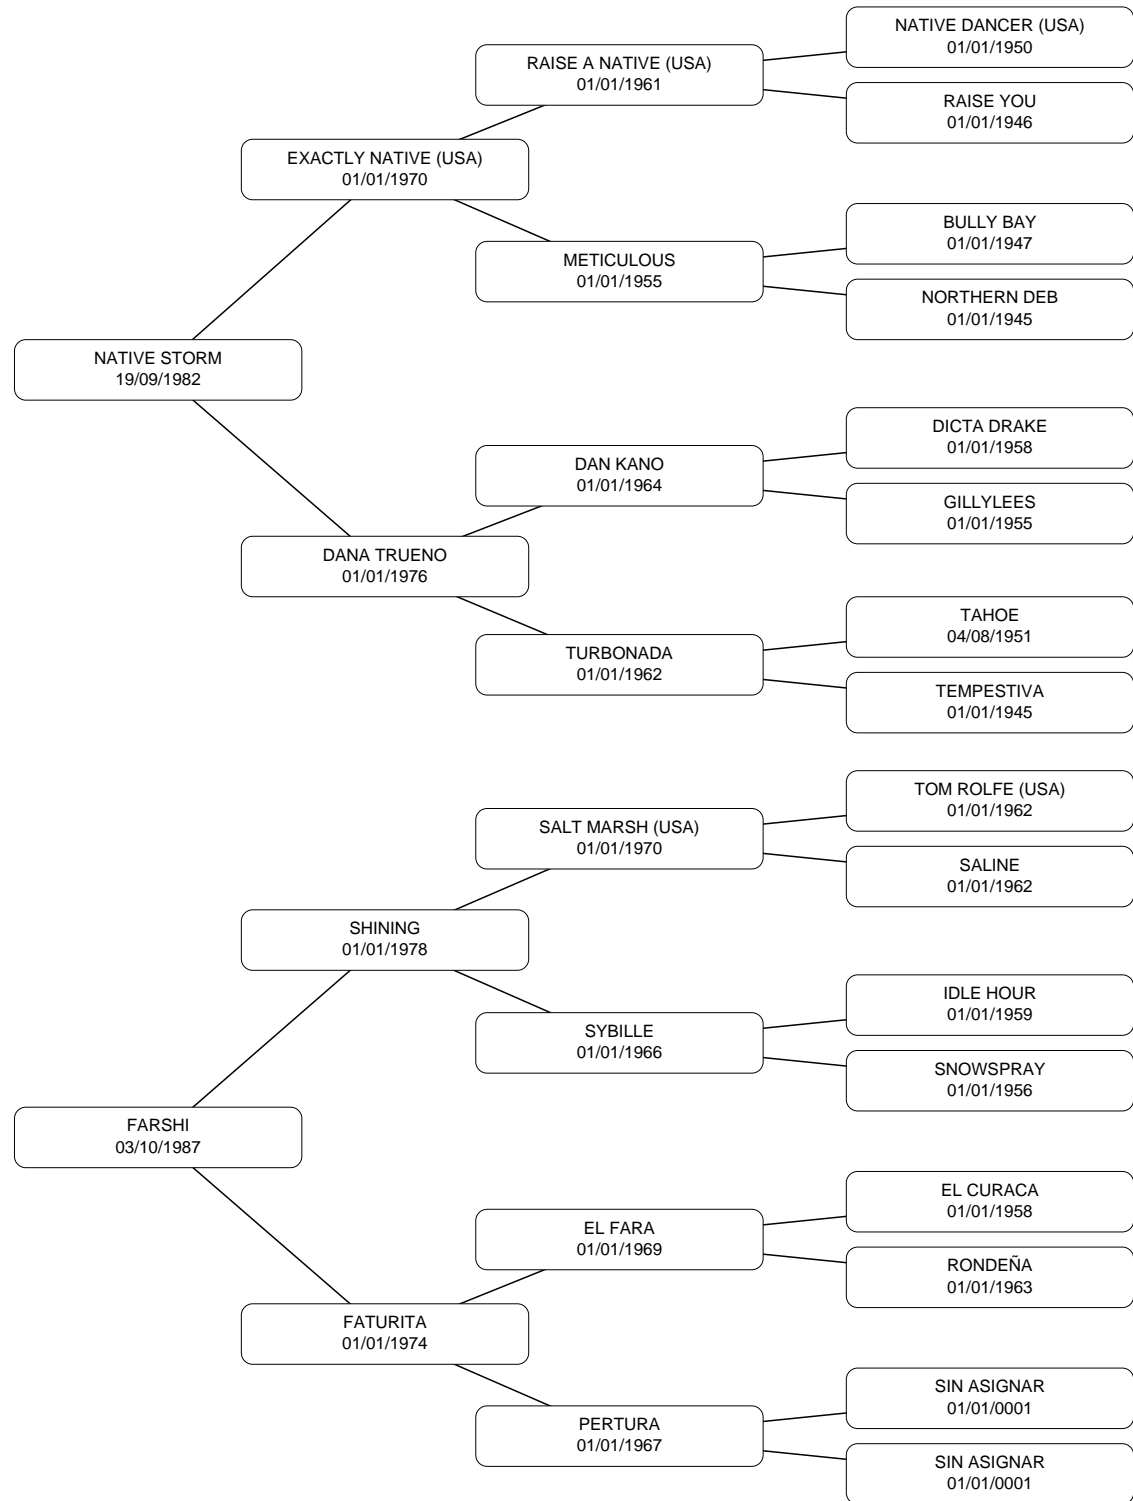 NATIVE DANCER (USA)
01/01/1950
RAISE A NATIVE (USA)
01/01/1961
RAISE YOU
01/01/1946
EXACTLY NATIVE (USA)
01/01/1970
BULLY BAY
01/01/1947
METICULOUS
01/01/1955
NORTHERN DEB
01/01/1945
NATIVE STORM
19/09/1982
DICTA DRAKE
01/01/1958
DAN KANO
01/01/1964
GILLYLEES
01/01/1955
DANA TRUENO
01/01/1976
TAHOE
04/08/1951
TURBONADA
01/01/1962
TEMPESTIVA
01/01/1945
TOM ROLFE (USA)
01/01/1962
SALT MARSH (USA)
01/01/1970
SALINE
01/01/1962
SHINING
01/01/1978
IDLE HOUR
01/01/1959
SYBILLE
01/01/1966
SNOWSPRAY
01/01/1956
FARSHI
03/10/1987
EL CURACA
01/01/1958
EL FARA
01/01/1969
RONDEÑA
01/01/1963
FATURITA
01/01/1974
SIN ASIGNAR
01/01/0001
PERTURA
01/01/1967
SIN ASIGNAR
01/01/0001